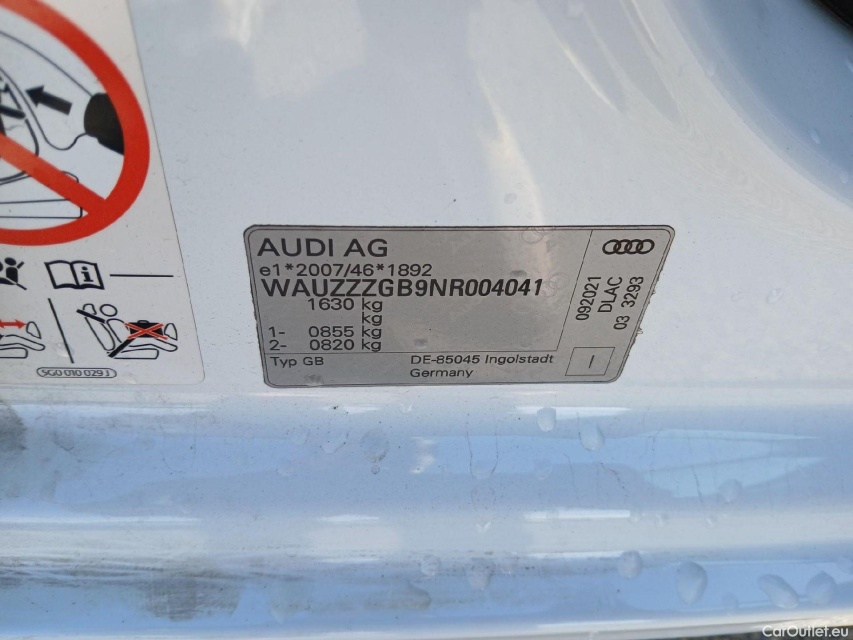 AUDI AG
e1*2007/46*1892
WAUZZZGB9NR004041
1630 kg
kg
1- 0855 kg
2- 0820 kg
Typ GB
DE-85045 Ingolstadt
Germany
092021
DLAC
03 3293
I
5G0 010 029 J
CarOutlet.eu